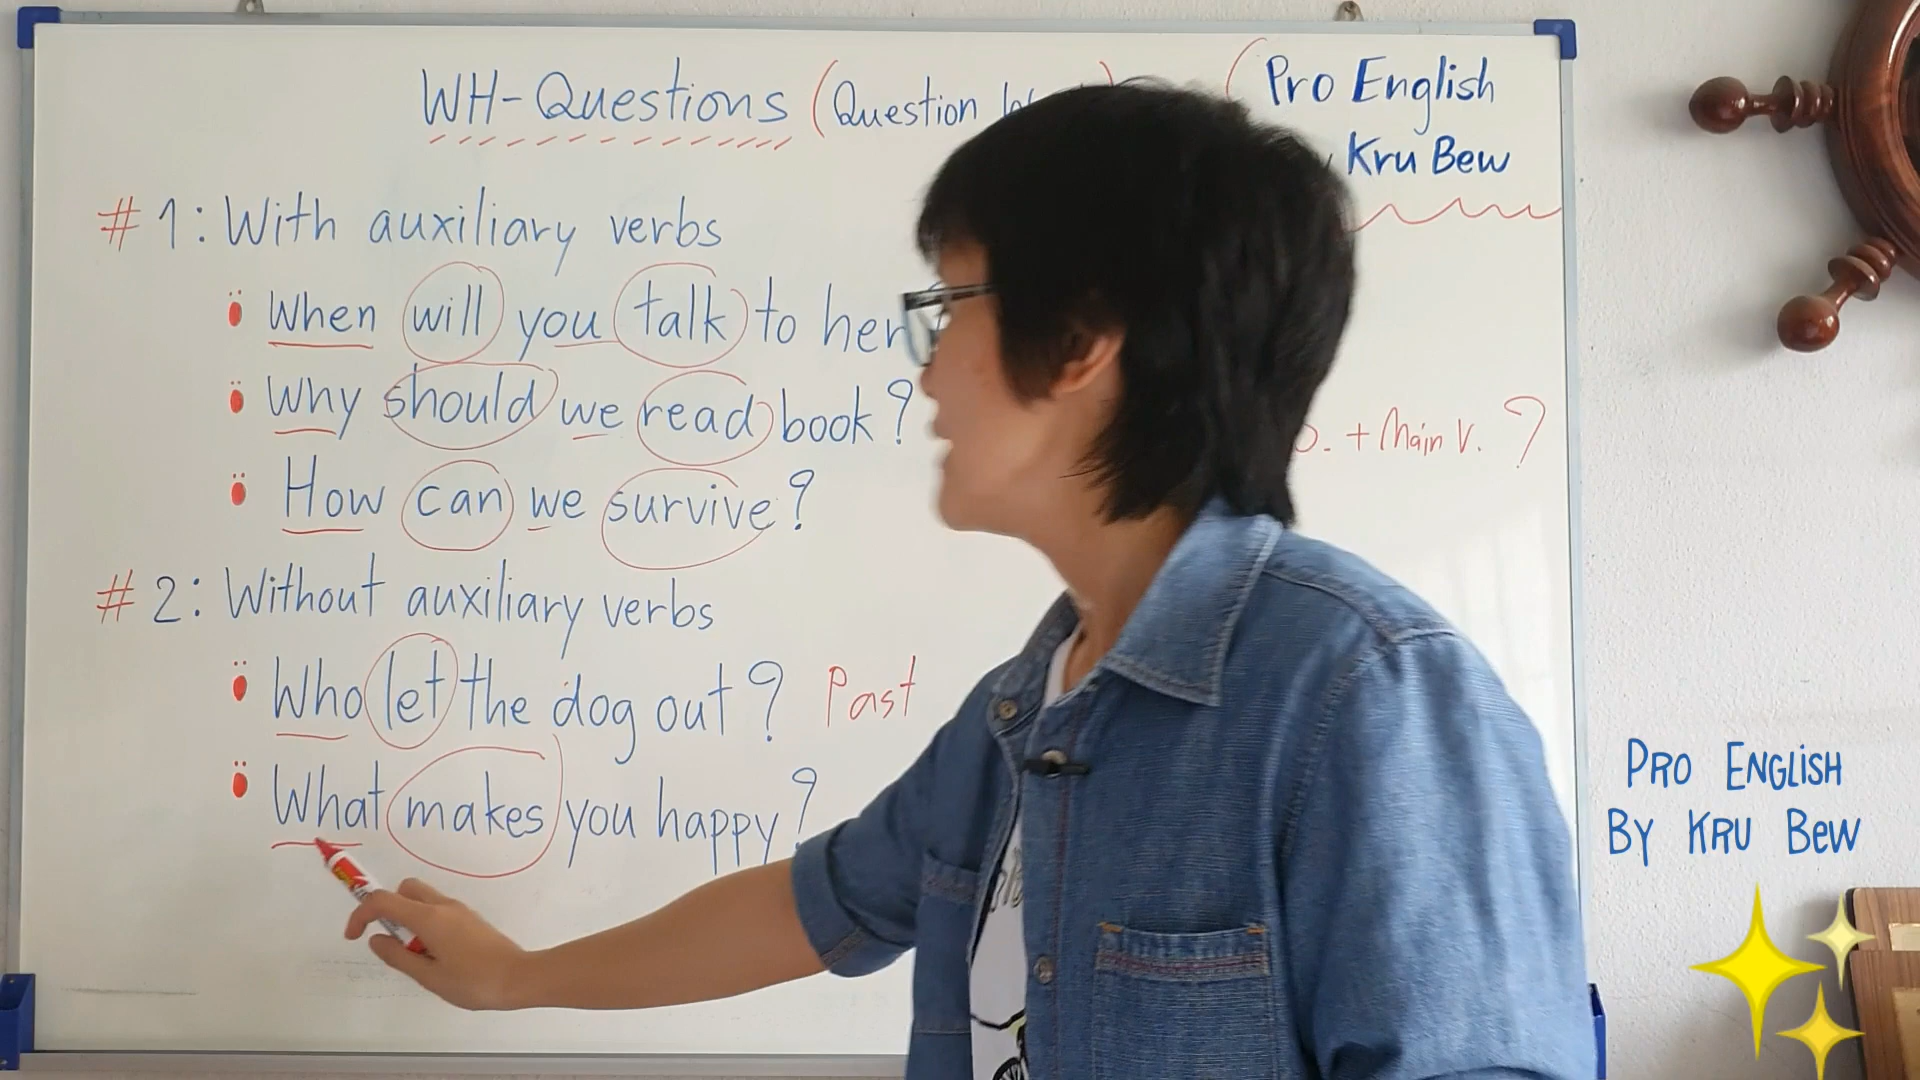 WH-Questions (Question
Pro English
Kru Bew
#1: With auxiliary verbs
When will you talk to her
Why should we read book?
How can we survive?
+ Main V. ?
#2: Without auxiliary verbs
Who let the dog out? Past
What makes you happy?
PRO ENGLISH
BY KRU BEW